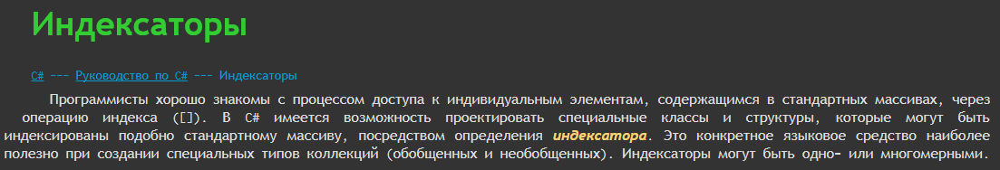 Индексаторы
C# --- Руководство по C# --- Индексаторы
Программисты хорошо знакомы с процессом доступа к индивидуальным элементам, содержащимся в стандартных массивах, через
операцию индекса ([]). В C# имеется возможность проектировать специальные классы и структуры, которые могут быть
индексированы подобно стандартному массиву, посредством определения индексатора. Это конкретное языковое средство наиболее
полезно при создании специальных типов коллекций (обобщенных и необобщенных). Индексаторы могут быть одно- или многомерными.